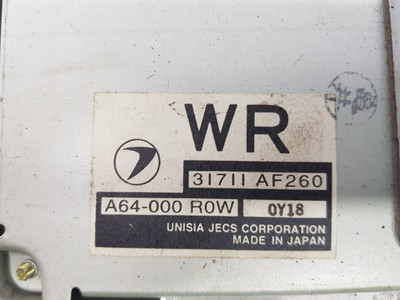 WR
31711 AF260
A64-000 R0W 0Y18
UNISIA JECS CORPORATION
MADE IN JAPAN